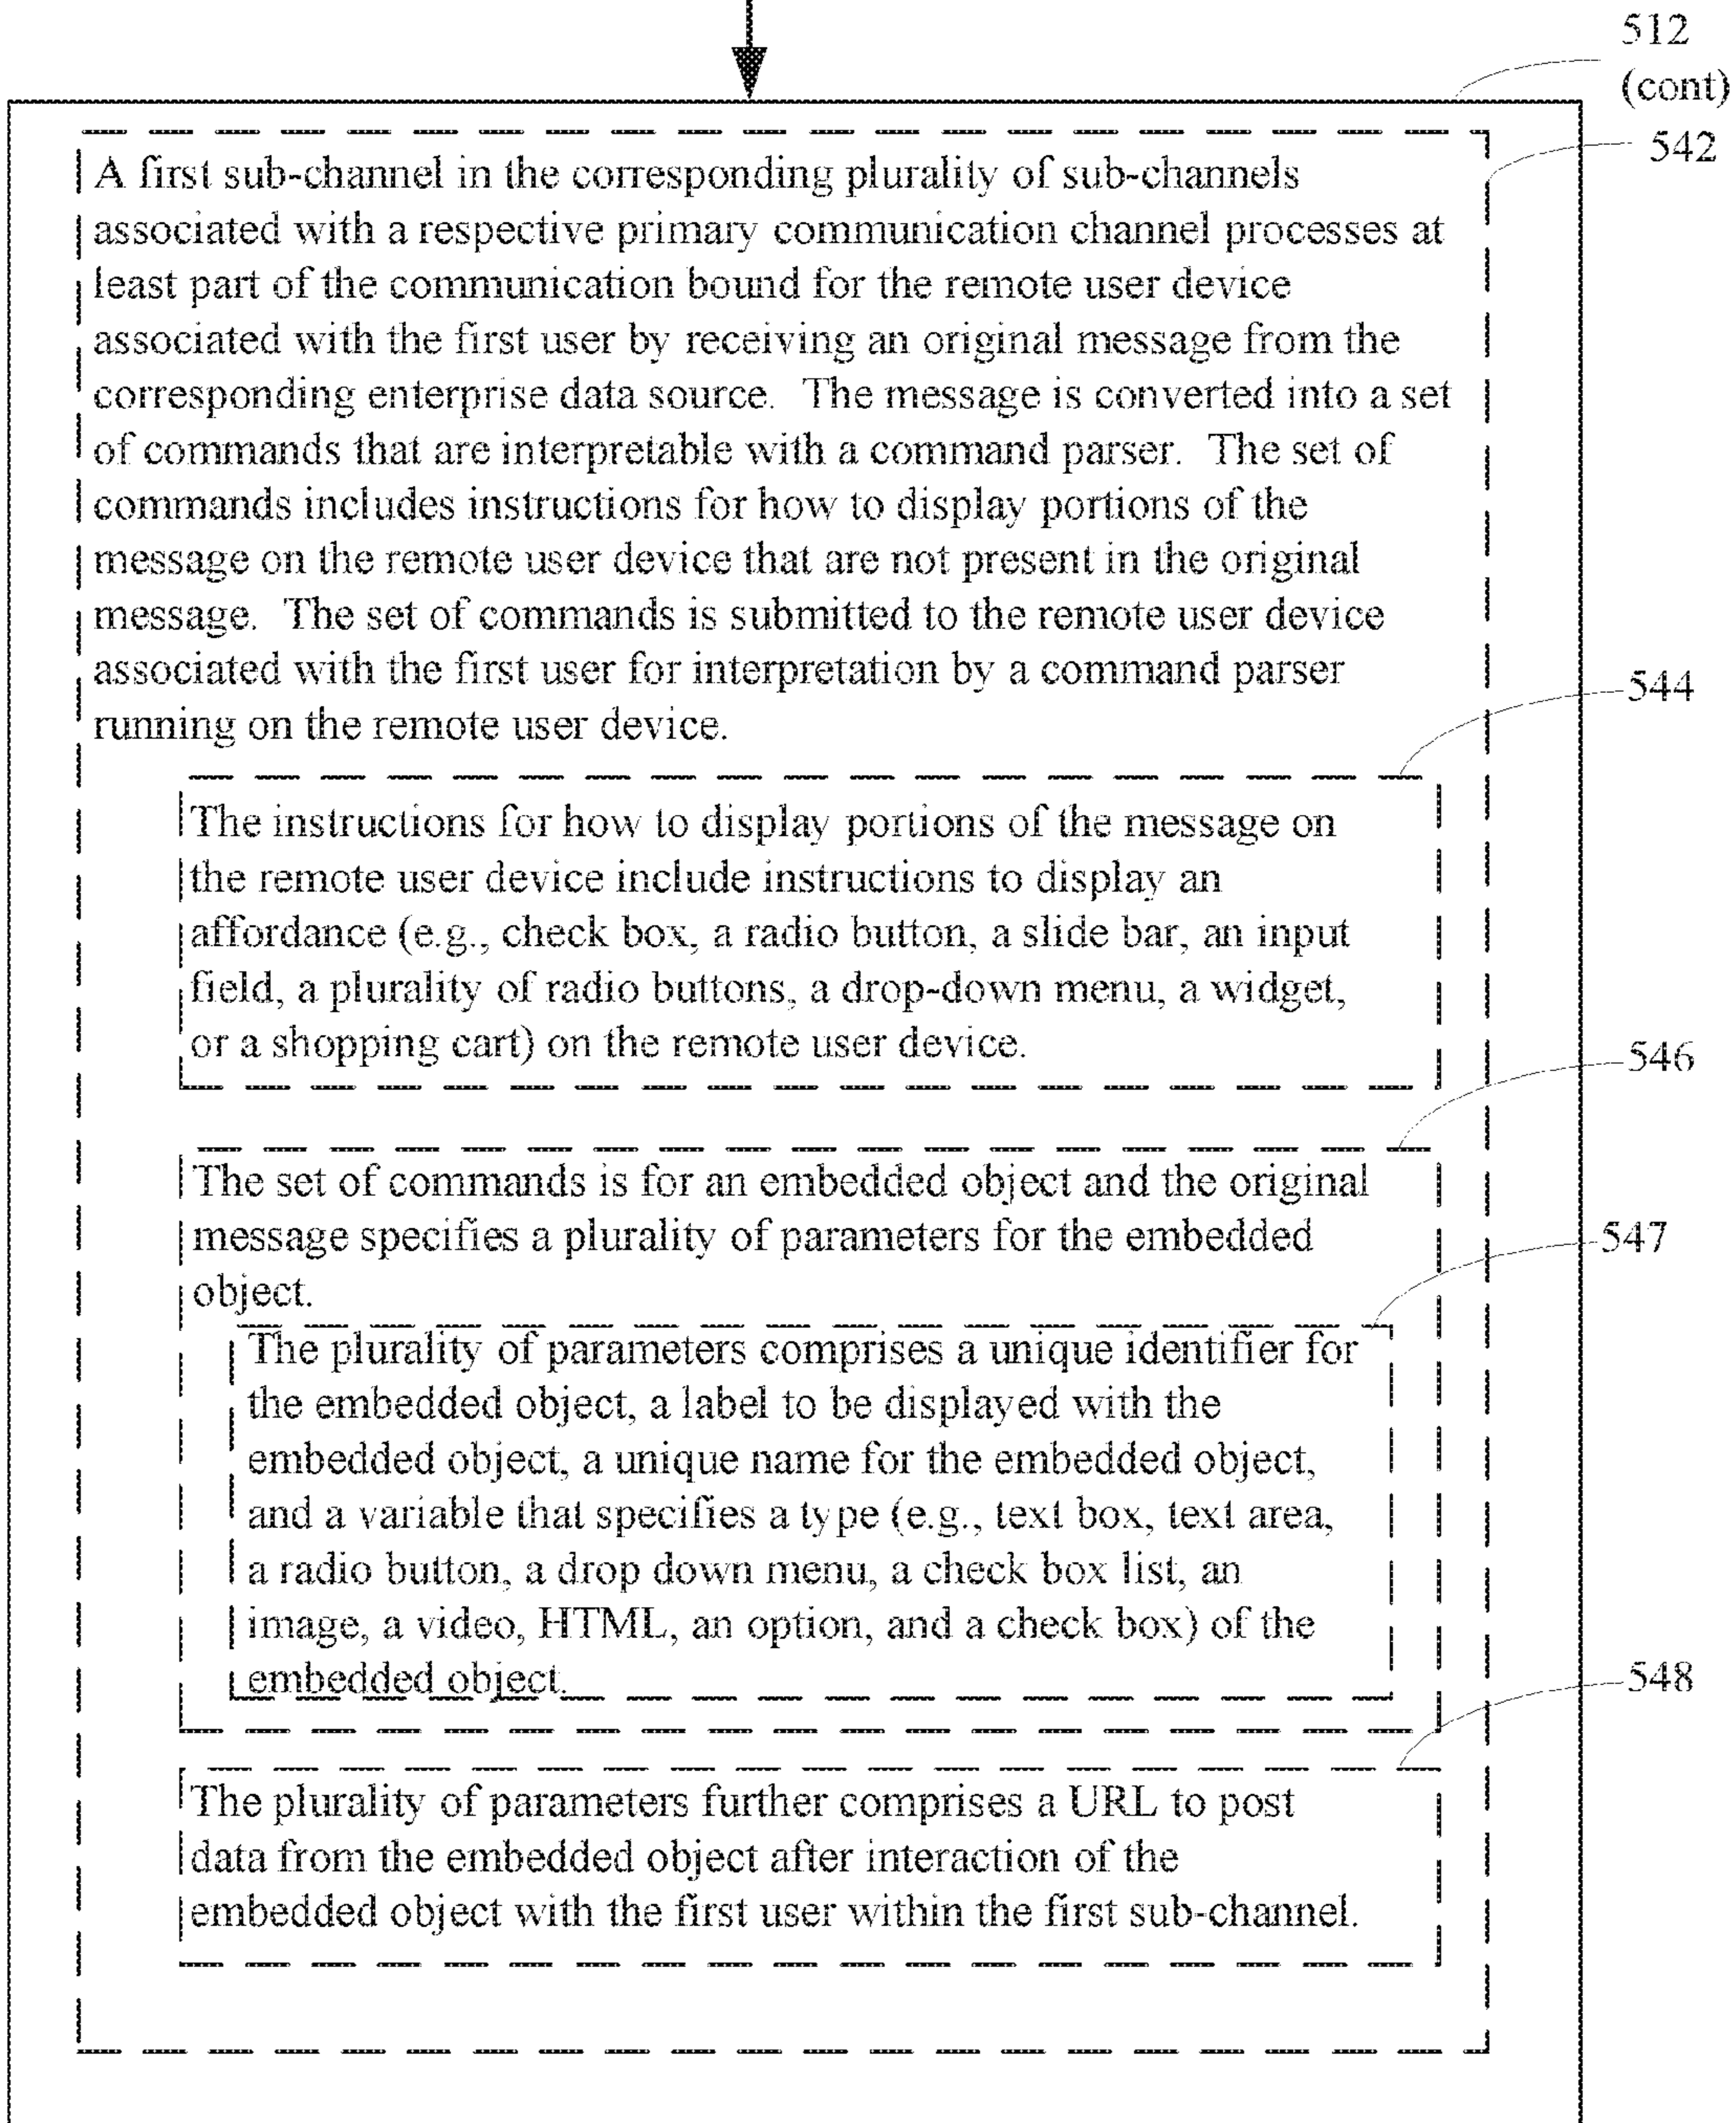 512
(cont)
542
A first sub-channel in the corresponding plurality of sub-channels
associated with a respective primary communication channel processes at
least part of the communication bound for the remote user device
associated with the first user by receiving an original message from the
corresponding enterprise data source.  The message is converted into a set
of commands that are interpretable with a command parser.  The set of
commands includes instructions for how to display portions of the
message on the remote user device that are not present in the original
message.  The set of commands is submitted to the remote user device
associated with the first user for interpretation by a command parser
running on the remote user device.
544
The instructions for how to display portions of the message on
the remote user device include instructions to display an
affordance (e.g., check box, a radio button, a slide bar, an input
field, a plurality of radio buttons, a drop-down menu, a widget,
or a shopping cart) on the remote user device.
546
The set of commands is for an embedded object and the original
message specifies a plurality of parameters for the embedded
object.
547
The plurality of parameters comprises a unique identifier for
the embedded object, a label to be displayed with the
embedded object, a unique name for the embedded object,
and a variable that specifies a type (e.g., text box, text area,
a radio button, a drop down menu, a check box list, an
image, a video, HTML, an option, and a check box) of the
embedded object.
548
The plurality of parameters further comprises a URL to post
data from the embedded object after interaction of the
embedded object with the first user within the first sub-channel.